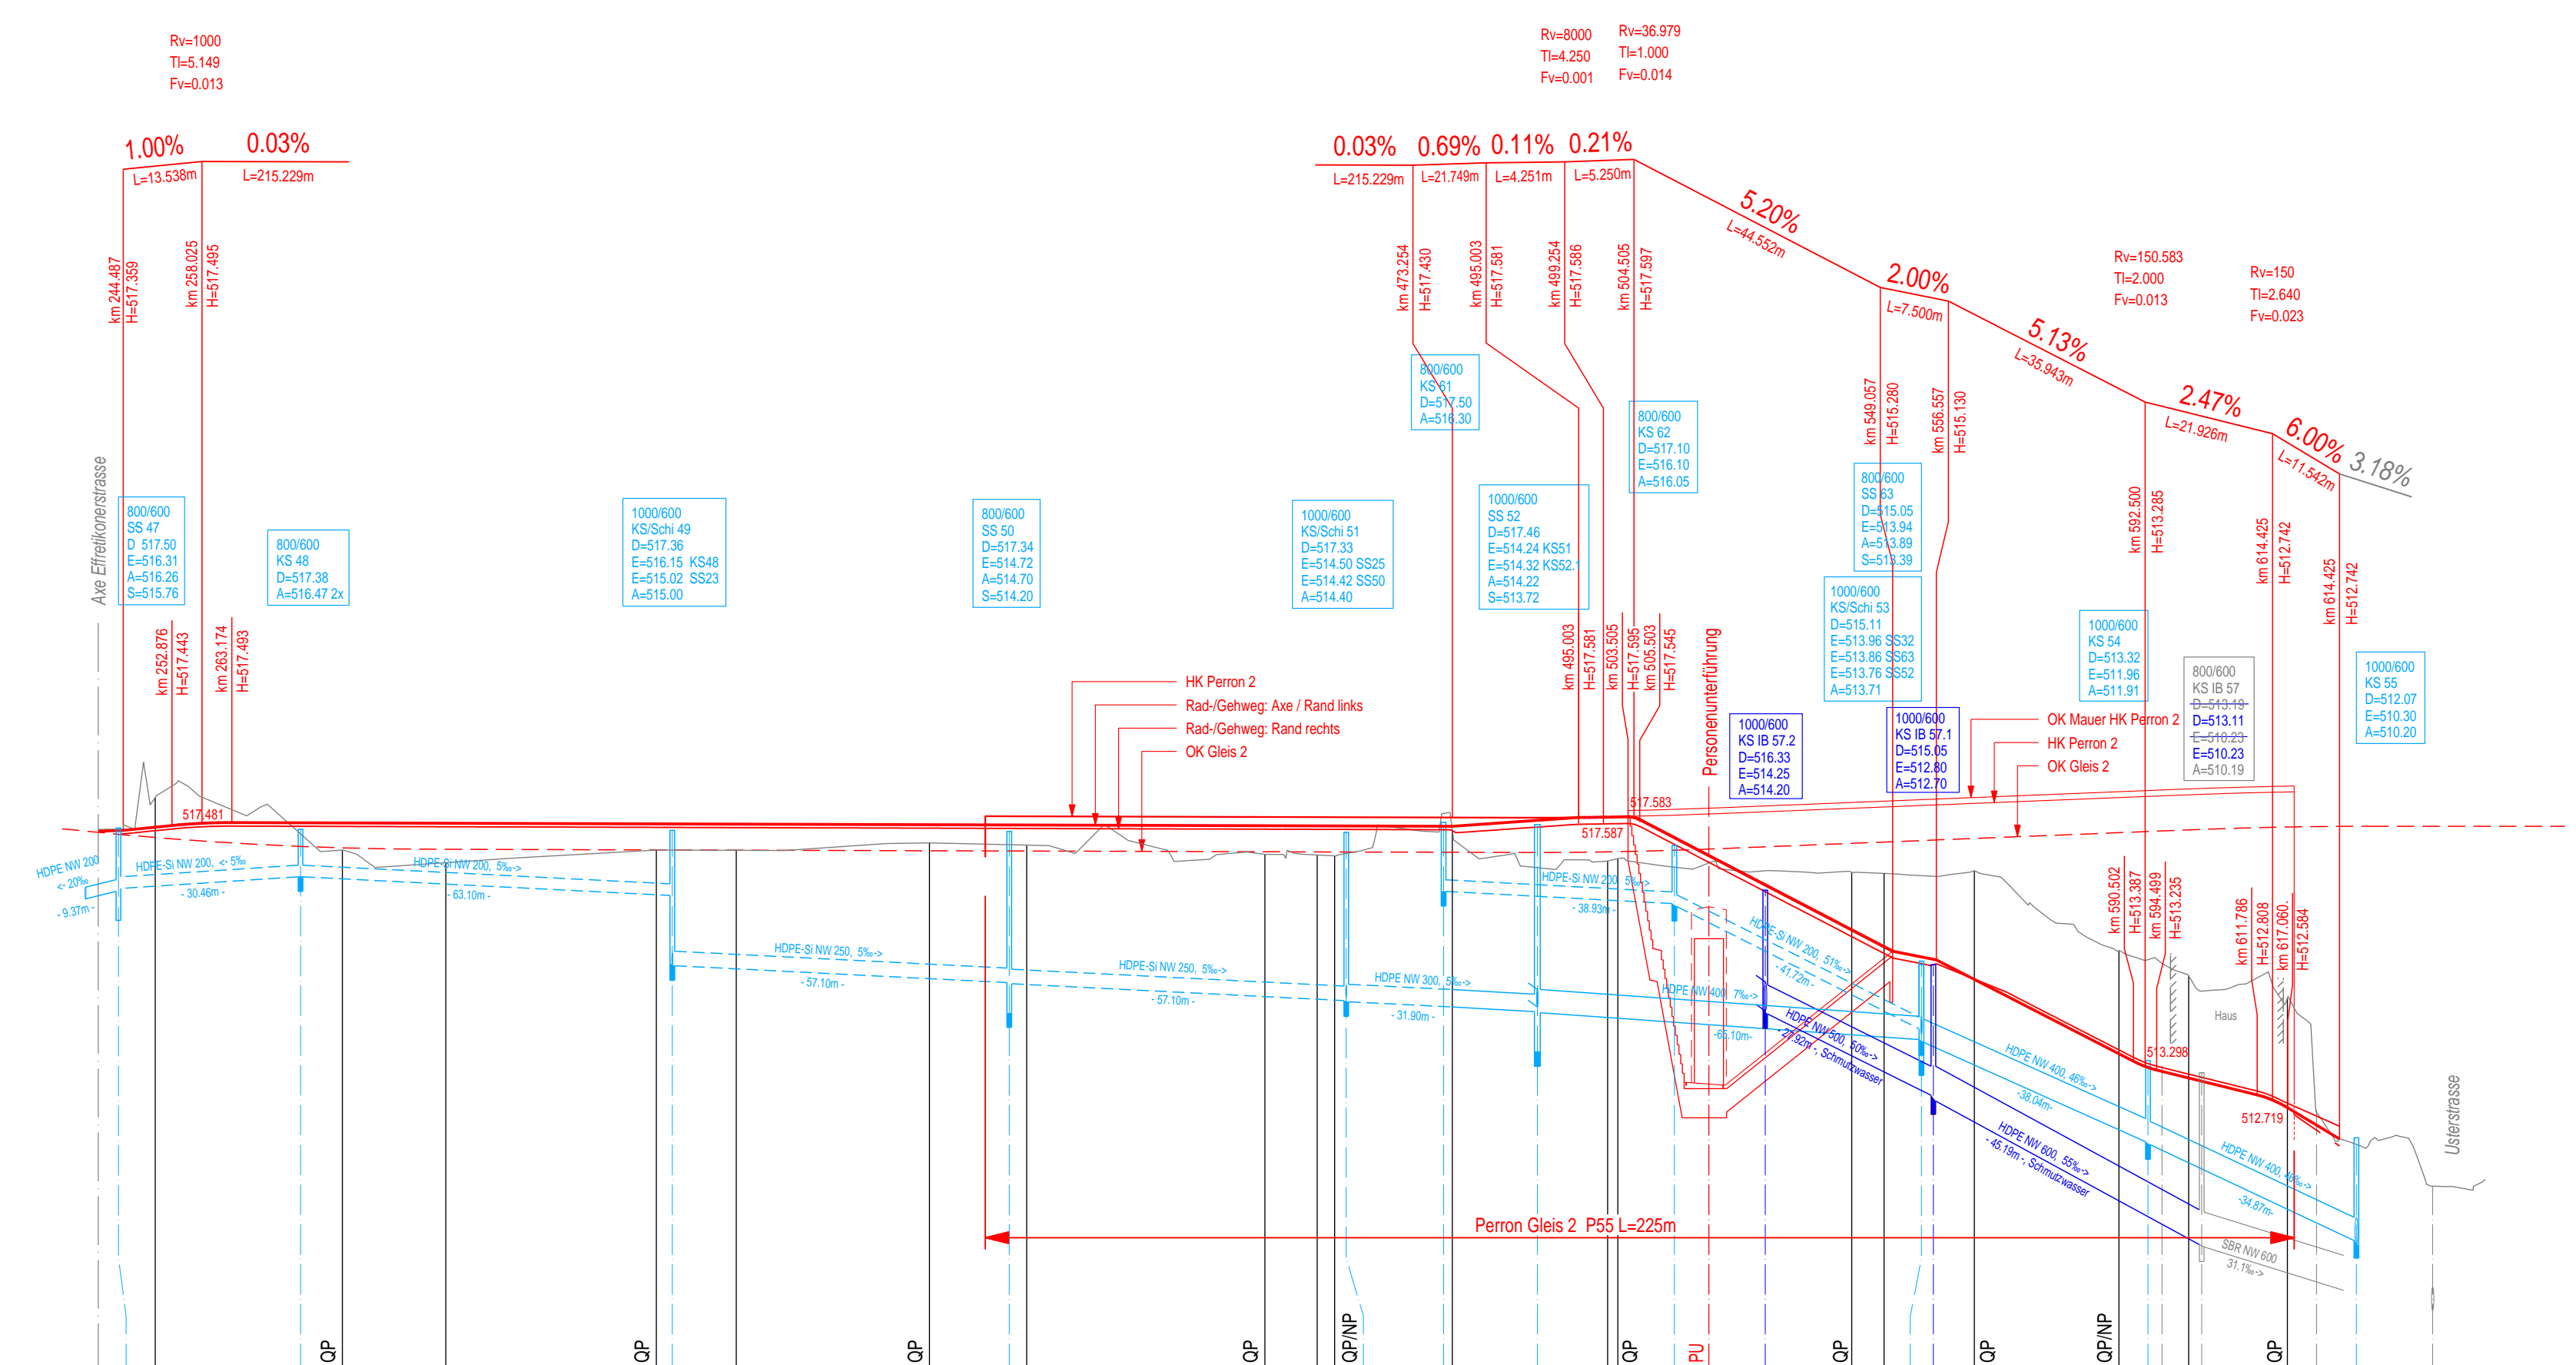 Rv=1000
Tl=5.149
Fv=0.013
Rv=8000
Tl=4.250
Fv=0.001
Rv=36.979
Tl=1.000
Fv=0.014
1.00%
L=13.538m
0.03%
L=215.229m
0.03%
L=215.229m
0.69%
L=21.749m
0.11%
L=4.251m
0.21%
L=5.250m
5.20%
L=44.552m
2.00%
L=7.500m
5.13%
L=35.943m
2.47%
L=21.926m
6.00%
L=11.542m
3.18%
Rv=150.583
Tl=2.000
Fv=0.013
Rv=150
Tl=2.640
Fv=0.023
km 244.487
H=517.359
km 258.025
H=517.495
km 473.254
H=517.430
km 495.003
H=517.581
km 499.254
H=517.586
km 504.505
H=517.597
km 549.057
H=515.280
km 556.557
H=515.130
km 592.500
H=513.285
km 614.425
H=512.742
km 614.425
H=512.742
Axe Effretikonerstrasse
800/600
SS 47
D 517.50
E=516.31
A=516.26
S=515.76
800/600
KS 48
D=517.38
A=516.47 2x
1000/600
KS/Schi 49
D=517.36
E=516.15 KS48
E=515.02 SS23
A=515.00
800/600
SS 50
D=517.34
E=514.72
A=514.70
S=514.20
1000/600
KS/Schi 51
D=517.33
E=514.50 SS25
E=514.42 SS50
A=514.40
800/600
KS 61
D=517.50
A=516.30
1000/600
SS 52
D=517.46
E=514.24 KS51
E=514.32 KS52.1
A=514.22
S=513.72
800/600
KS 62
D=517.10
E=516.10
A=516.05
800/600
SS 63
D=515.05
E=513.94
A=513.89
S=513.39
1000/600
KS/Schi 53
D=515.11
E=513.96 SS32
E=513.86 SS63
E=513.76 SS52
A=513.71
1000/600
KS 54
D=513.32
E=511.96
A=511.91
800/600
KS IB 57
D=513.19
D=513.11
E=510.23
E=510.23
A=510.19
1000/600
KS 55
D=512.07
E=510.30
A=510.20
1000/600
KS IB 57.2
D=516.33
E=514.25
A=514.20
1000/600
KS IB 57.1
D=515.05
E=512.80
A=512.70
km 252.876
H=517.443
km 263.174
H=517.493
km 495.003
H=517.581
km 503.505
H=517.595
km 505.503
H=517.545
Personenunterführung
HK Perron 2
Rad-/Gehweg: Axe / Rand links
Rad-/Gehweg: Rand rechts
OK Gleis 2
OK Mauer HK Perron 2
HK Perron 2
OK Gleis 2
517.481
517.583
517.587
HDPE NW 200
<- 20‰
- 9.37m -
HDPE-Si NW 200, <- 5‰
- 30.46m -
HDPE-Si NW 200, 5‰->
- 63.10m -
HDPE-Si NW 250, 5‰->
- 57.10m -
HDPE-Si NW 250, 5‰->
- 57.10m -
HDPE NW 300, 5‰->
- 31.90m -
HDPE-Si NW 200 5‰->
- 38.93m -
HDPE-Si NW 200, 51‰->
- 41.72m -
HDPE NW 400, 7‰->
-65.10m-
HDPE NW 500, 50‰->
- 27.92m -, Schmutzwasser
HDPE NW 400, 46‰->
-38.04m-
HDPE NW 600, 55‰->
- 45.19m -, Schmutzwasser
HDPE NW 400, 46‰->
-34.87m-
SBR NW 600
31.1‰->
km 590.502
H=513.387
km 594.499
H=513.235
km 611.786
H=512.808
km 617.060.
H=512.584
513.298
512.719
Haus
Usterstrasse
Perron Gleis 2 P55 L=225m
QP
QP
QP
QP
QP/NP
QP
PU
QP
QP
QP/NP
QP